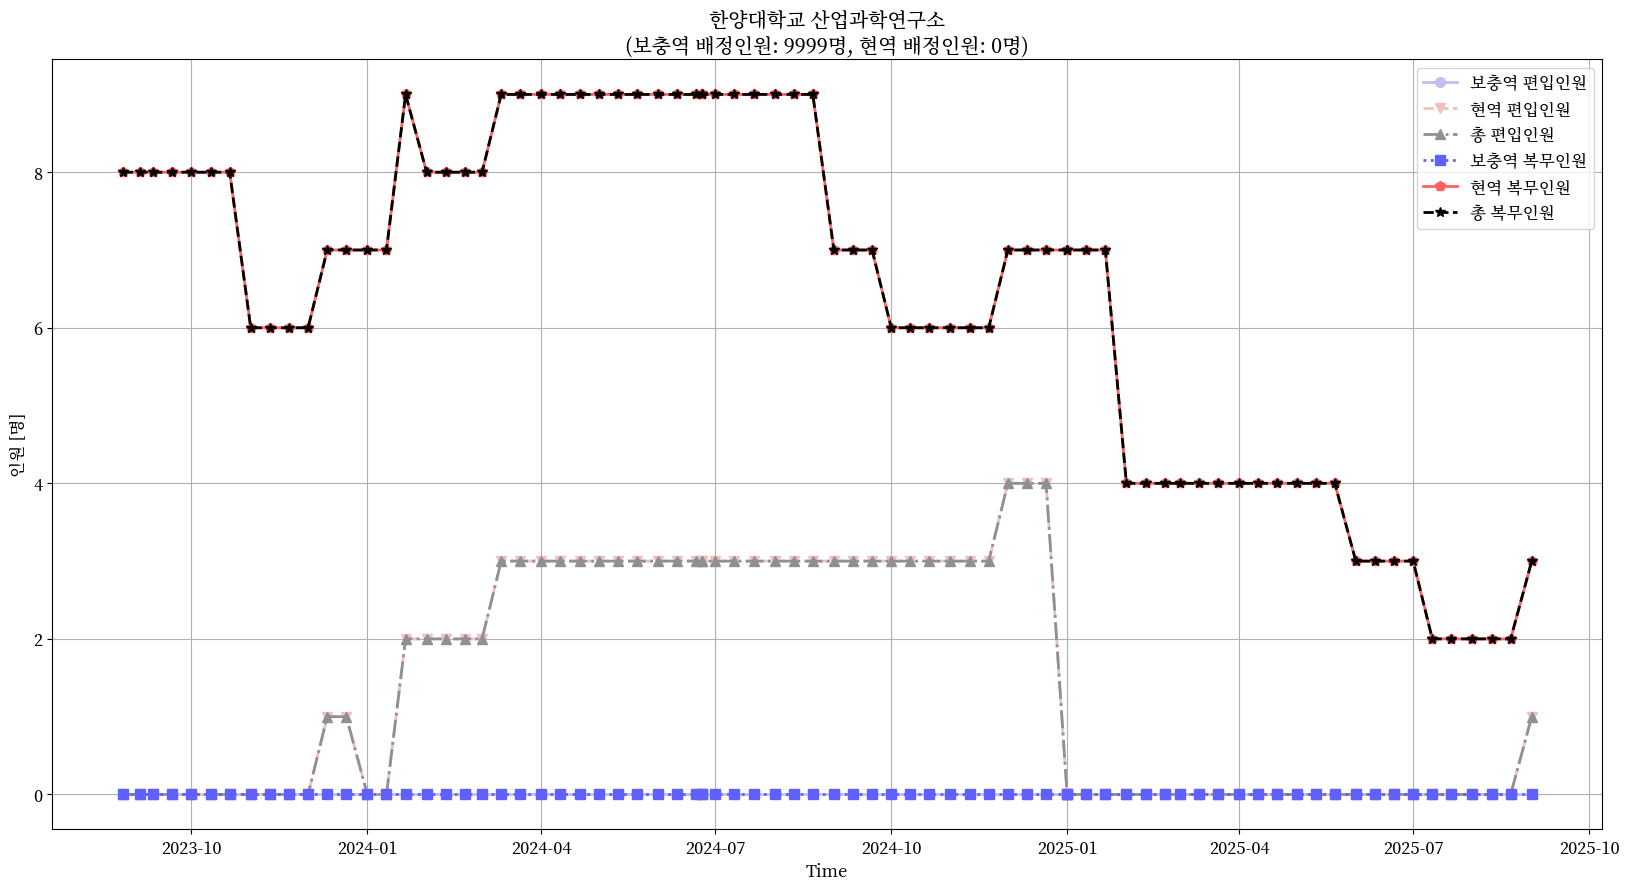 한양대학교 산업과학연구소
(보충역 배정인원: 9999명, 현역 배정인원: 0명)
보충역 편입인원
현역 편입인원
총 편입인원
보충역 복무인원
현역 복무인원
총 복무인원
인원 [명]
8
6
4
2
0
2023-10
2024-01
2024-04
2024-07
2024-10
2025-01
2025-04
2025-07
2025-10
Time